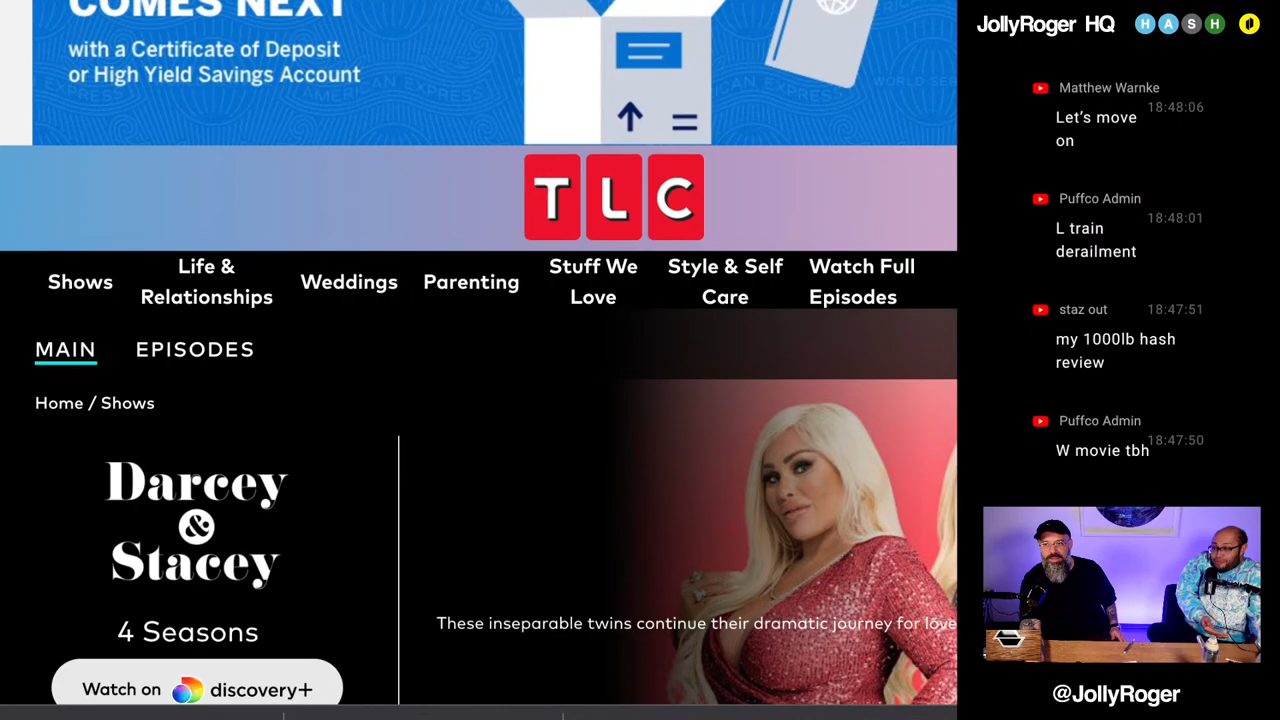 COMES NEXT
with a Certificate of Deposit
or High Yield Savings Account
TLC
Shows
Life &
Relationships
Weddings
Parenting
Stuff We
Love
Style & Self
Care
Watch Full
Episodes
MAIN
EPISODES
Home / Shows
Darcey
&
Stacey
4 Seasons
Watch on discovery+
These inseparable twins continue their dramatic journey for love
JollyRoger HQ
H A S H
Matthew Warnke
18:48:06
Let's move
on
Puffco Admin
18:48:01
L train
derailment
staz out
18:47:51
my 1000lb hash
review
Puffco Admin
18:47:50
W movie tbh
@JollyRoger